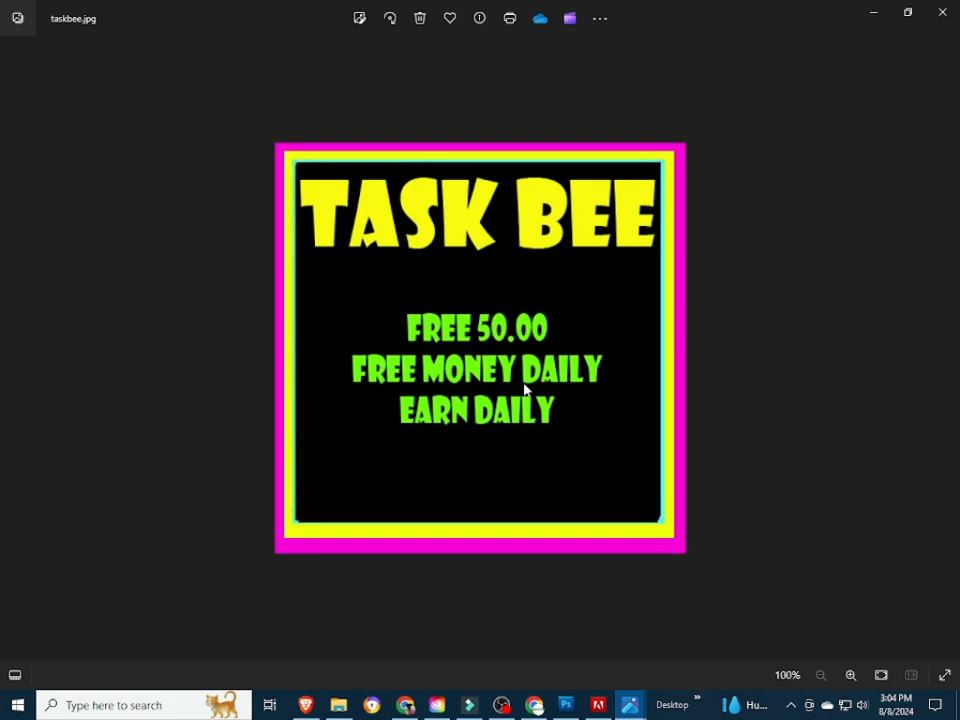 taskbee.jpg
TASK BEE
FREE 50.00
FREE MONEY DAILY
EARN DAILY
100%
Type here to search
Desktop
Hu...
3:04 PM
8/8/2024